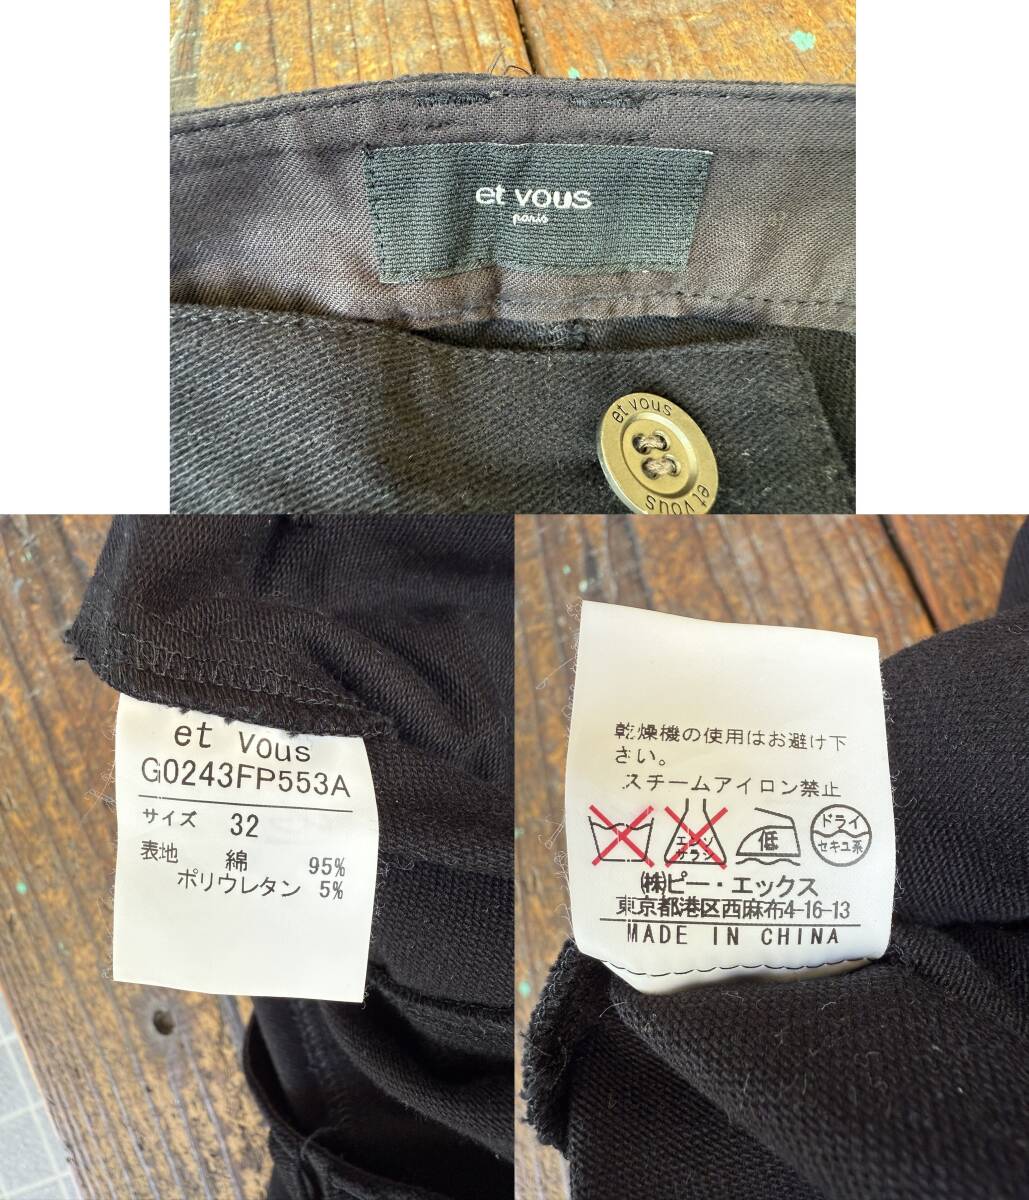 et vous
paris
et vous
et vous
et vous
G0243FP553A
サイズ 32
表地 綿 95%
ポリウレタン 5%
乾燥機の使用はお避け下
さい。
スチームアイロン禁止
エンソ
サラシ
低
ドライ
セキユ系
㈱ピー・エックス
東京都港区西麻布4-16-13
MADE IN CHINA